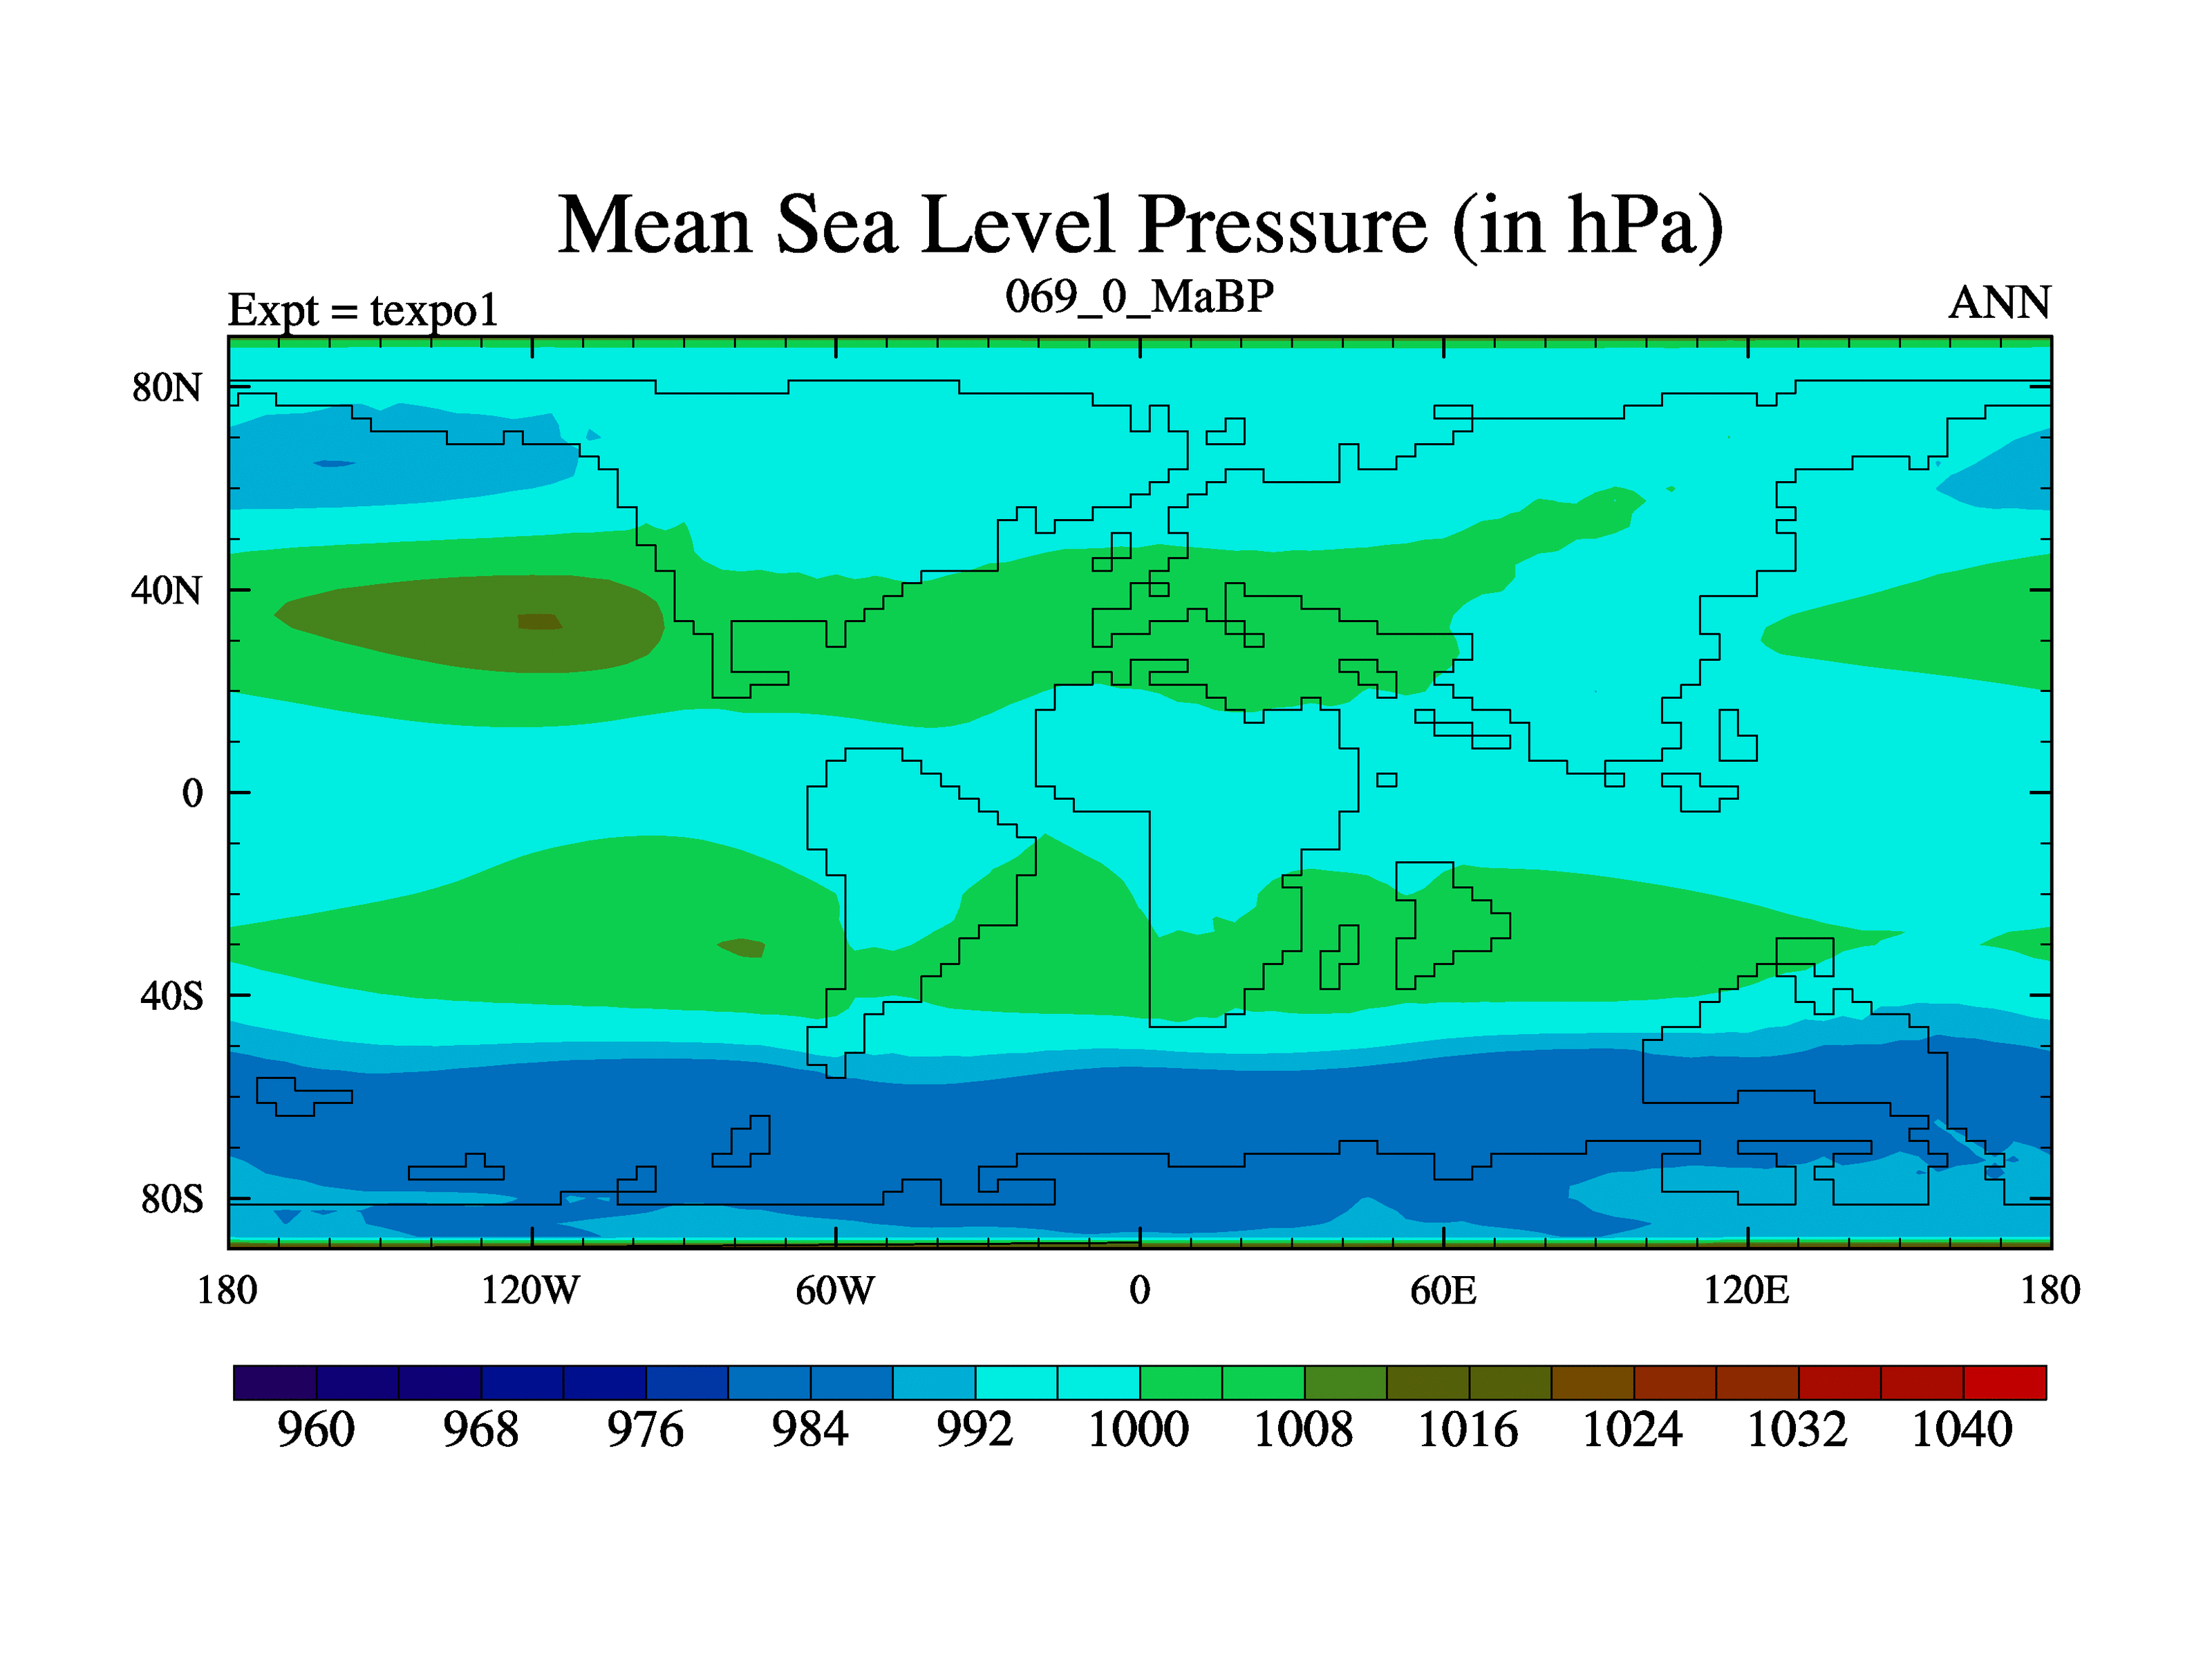 Mean Sea Level Pressure (in hPa)
069_0_MaBP
Expt = texpo1 ANN
80N
40N
0
40S
80S
180 120W 60W 0 60E 120E 180
960 968 976 984 992 1000 1008 1016 1024 1032 1040